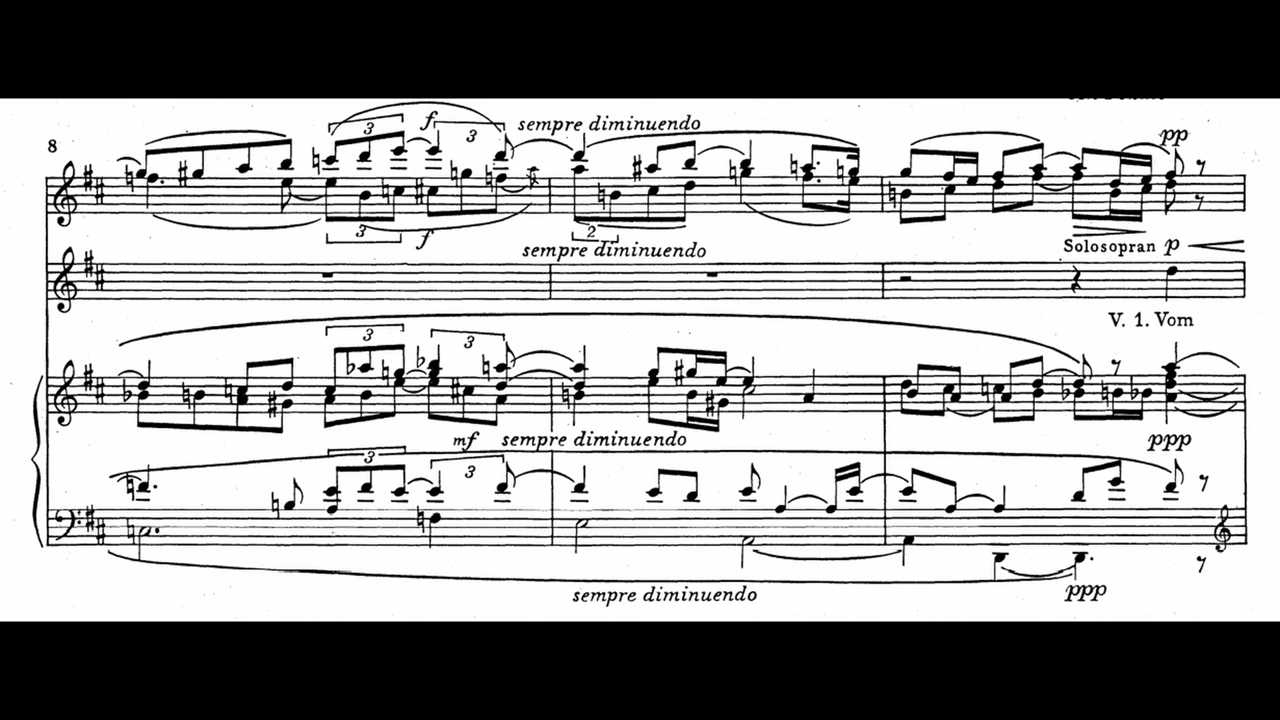 8
3
f
3
sempre diminuendo
pp
3
f
2
sempre diminuendo
Solosopran p
V. 1. Vom
3
3
mf sempre diminuendo
ppp
3
3
sempre diminuendo
ppp